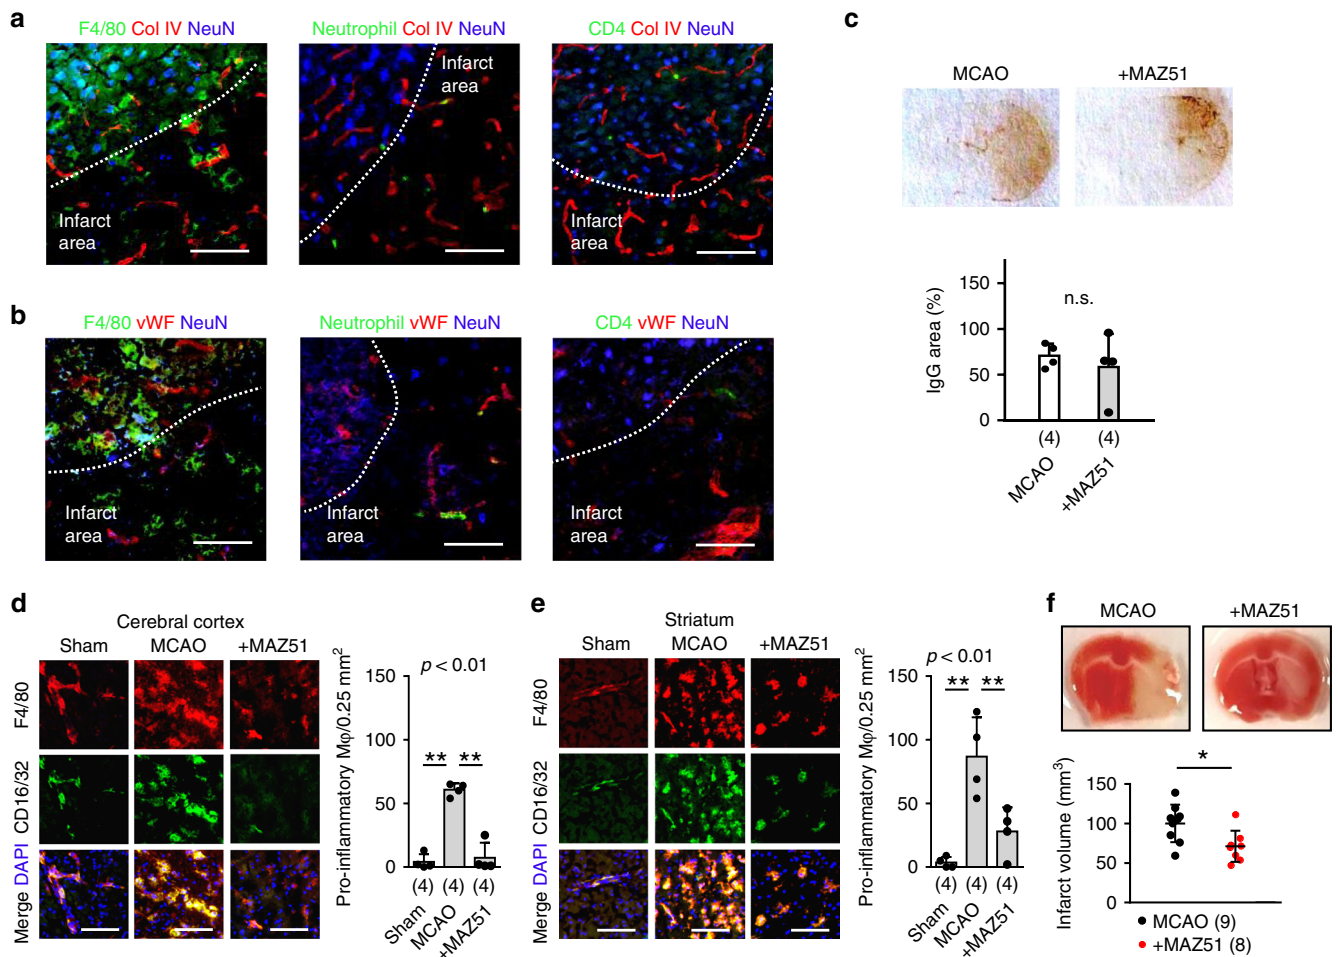 a
F4/80 Col IV NeuN
Neutrophil Col IV NeuN
CD4 Col IV NeuN
Infarct
area
Infarct
area
Infarct
area
b
F4/80 vWF NeuN
Neutrophil vWF NeuN
CD4 vWF NeuN
Infarct
area
Infarct
area
Infarct
area
c
MCAO
+MAZ51
IgG area (%)
150
100
50
0
n.s.
(4)
(4)
MCAO
+MAZ51
d
Cerebral cortex
Sham
MCAO
+MAZ51
F4/80
CD16/32
Merge DAPI
Pro-inflammatory Mφ/0.25 mm²
p < 0.01
150
100
50
0
**
**
(4)
(4)
(4)
Sham
MCAO
+MAZ51
e
Striatum
Sham
MCAO
+MAZ51
F4/80
CD16/32
Merge DAPI
Pro-inflammatory Mφ/0.25 mm²
p < 0.01
150
100
50
0
**
**
(4)
(4)
(4)
Sham
MCAO
+MAZ51
f
MCAO
+MAZ51
Infarct volume (mm³)
150
100
50
0
*
MCAO (9)
+MAZ51 (8)